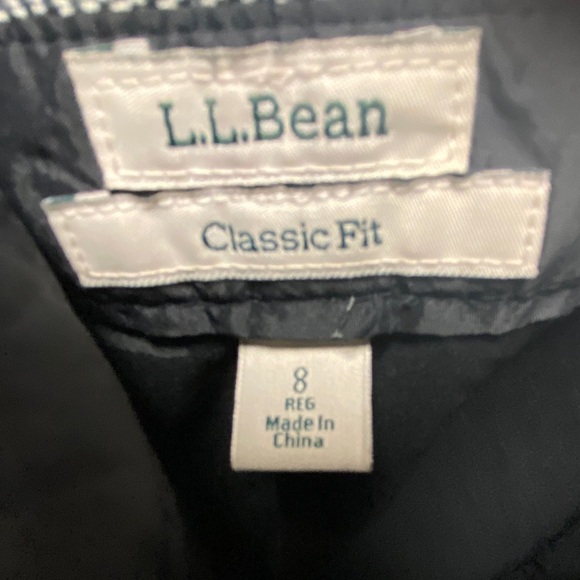 L.L.Bean
Classic Fit
8
REG
Made In
China